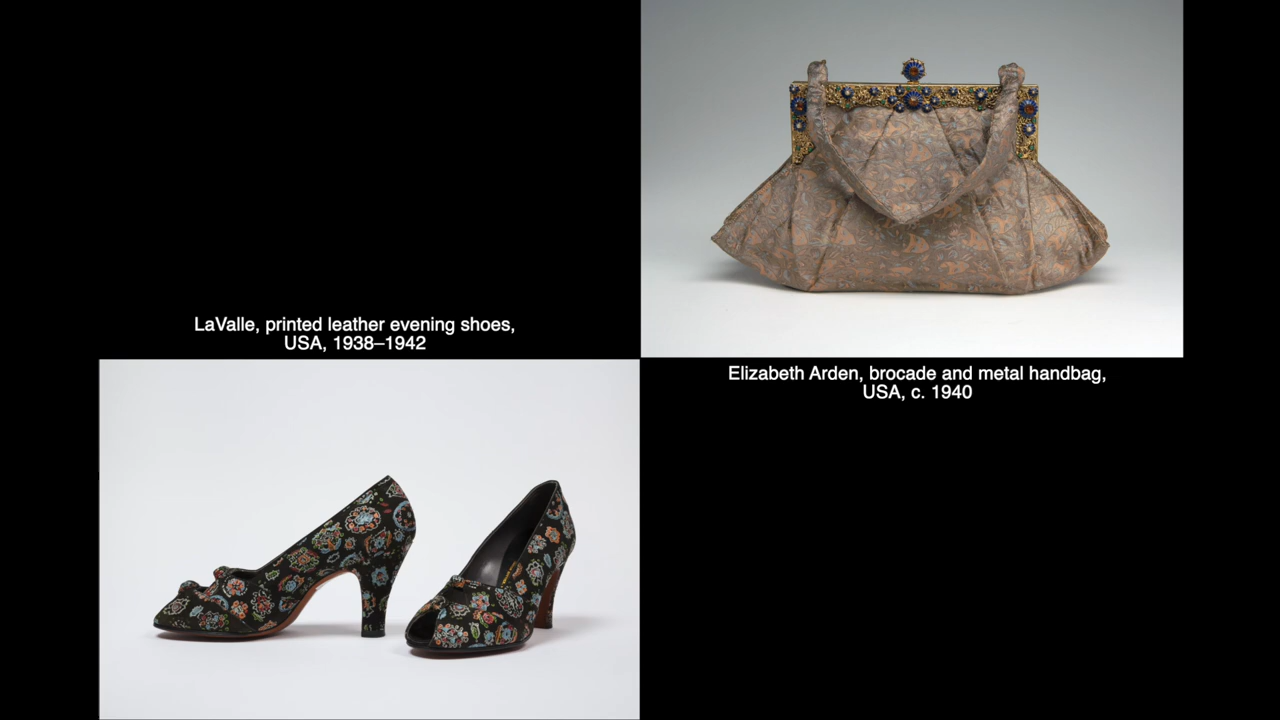 LaValle, printed leather evening shoes,
USA, 1938–1942
Elizabeth Arden, brocade and metal handbag,
USA, c. 1940